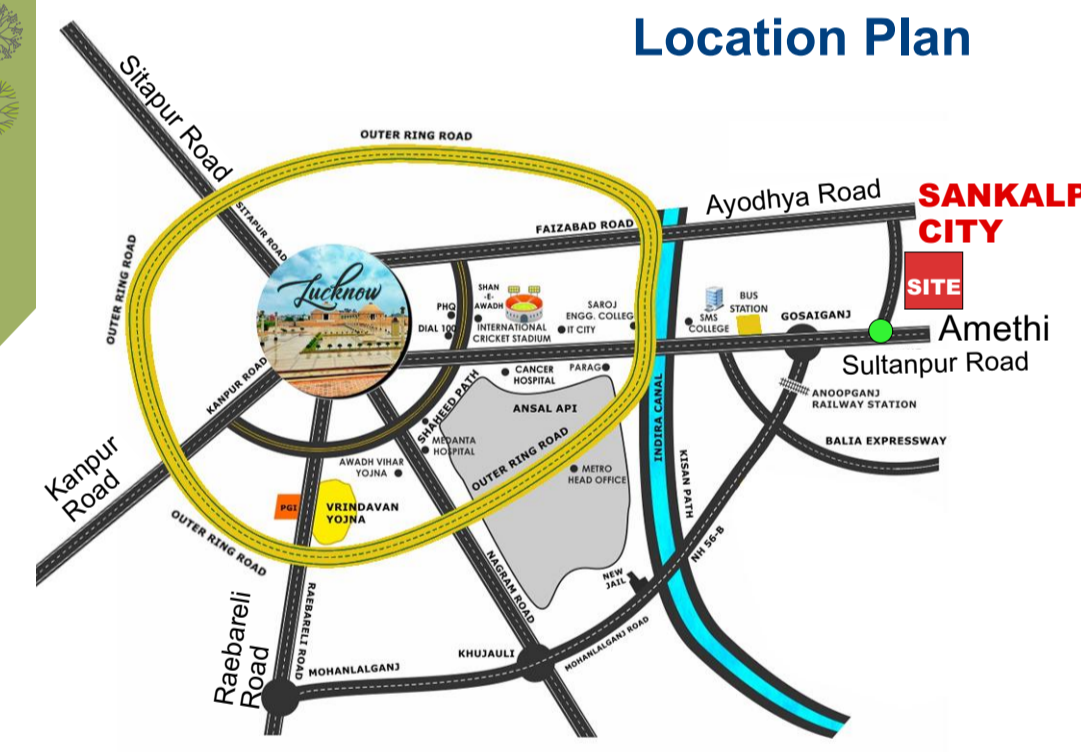 Location Plan
Sitapur Road
OUTER RING ROAD
SITAPUR ROAD
OUTER RING ROAD
Ayodhya Road
SANKALP
CITY
SITE
FAIZABAD ROAD
Lucknow
PHQ
DIAL 100
SHAN
-E-
AWADH
INTERNATIONAL
CRICKET STADIUM
SAROJ
ENGG. COLLEG
IT CITY
SMS
COLLEGE
BUS
STATION
GOSAIGANJ
Amethi
Sultanpur Road
KANPUR ROAD
SHAHEED PATH
CANCER
HOSPITAL
PARAG
ANSAL API
ANOOPGANJ
RAILWAY STATION
BALIA EXPRESSWAY
INDIRA CANAL
KISAN PATH
MEDANTA
HOSPITAL
AWADH VIHAR
YOJNA
OUTER RING ROAD
METRO
HEAD OFFICE
Kanpur
Road
PGI
VRINDAVAN
YOJNA
OUTER RING ROAD
NH 56-B
NEW
JAIL
NAGRAM ROAD
RAEBARELI ROAD
Raebareli
Road
MOHANLALGANJ
KHUJAULI
MOHANLALGANJ ROAD